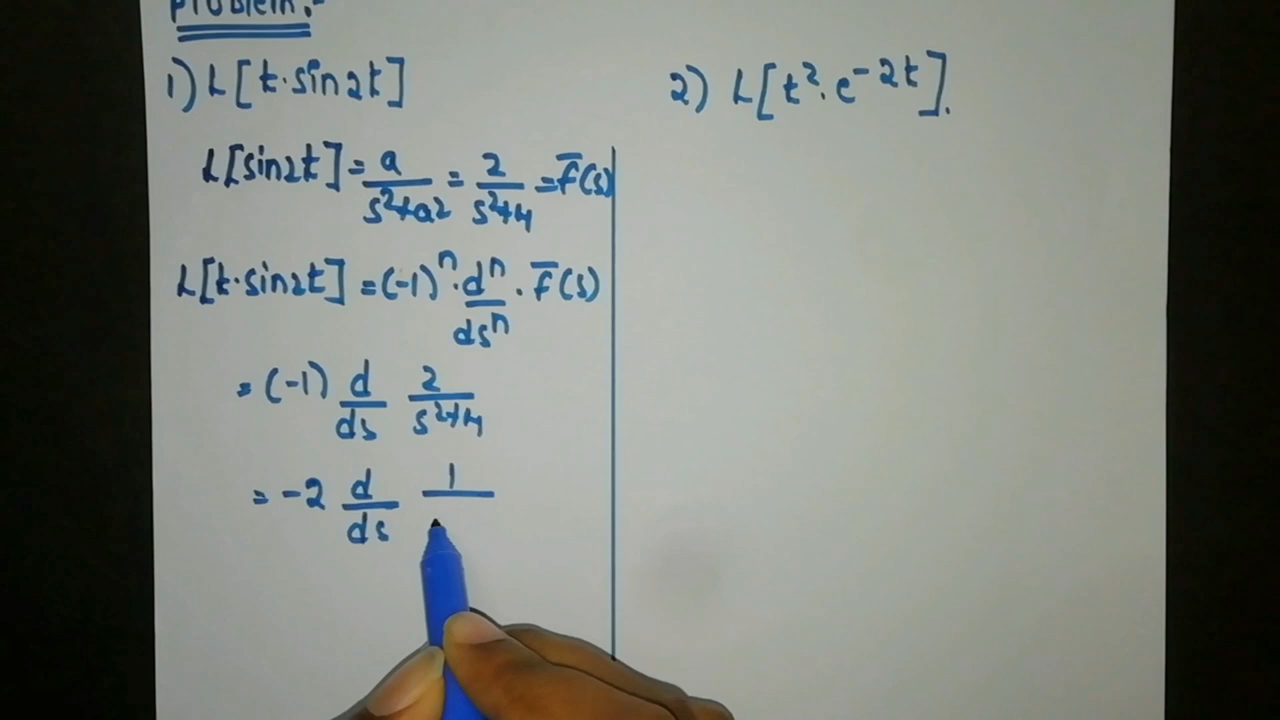 Problem:-
1) L[t·sin2t]
L[sin2t] = a/(s²+a²) = 2/(s²+4) = F̄(s)
L[t·sin2t] = (-1)ⁿ · dⁿ/dsⁿ · F̄(s)
= (-1) d/ds 2/(s²+4)
= -2 d/ds 1/
2) L[t²·e^(-2t)].